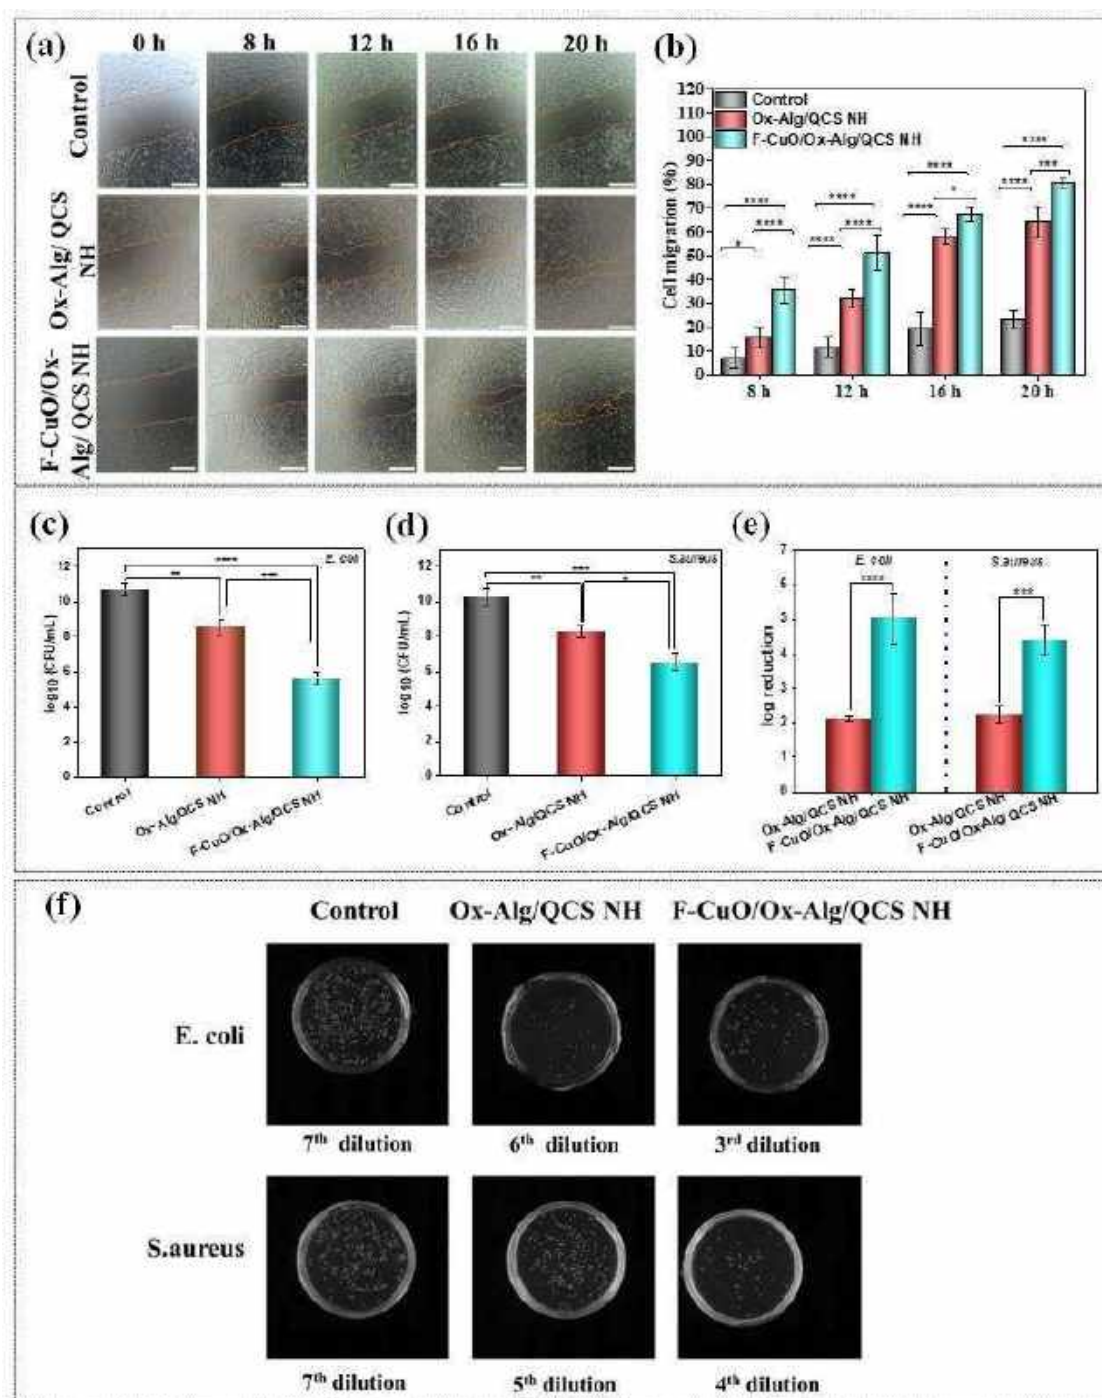 (a)
0 h 8 h 12 h 16 h 20 h
Control
Ox-Alg/ QCS
NH
F-CuO/Ox-
Alg/ QCS NH
(b)
Cell migration (%)
120
110
100
90
80
70
60
50
40
30
20
10
0
Control
Ox-Alg/QCS NH
F-CuO/Ox-Alg/QCS NH
**** **** *
**** **** ****
**** **** *
**** **** ***
8 h 12 h 16 h 20 h
(c)
E. coli
log10 (CFU/mL)
12
10
8
6
4
2
0
**** ** ***
Control
Ox-Alg/QCS NH
F-CuO/Ox-Alg/QCS NH
(d)
S.aureus
log 10 (CFU/mL)
12
10
8
6
4
2
0
*** ** *
Control
Ox-Alg/QCS NH
F-CuO/Ox-Alg/QCS NH
(e)
log reduction
7
6
5
4
3
2
1
0
E. coli S.aureus
**** ***
Ox-Alg/QCS NH
F-CuO/Ox-Alg/QCS NH
Ox-Alg/QCS NH
F-CuO/Ox-Alg/QCS NH
(f)
Control Ox-Alg/QCS NH F-CuO/Ox-Alg/QCS NH
E. coli
7th dilution 6th dilution 3rd dilution
S.aureus
7th dilution 5th dilution 4th dilution